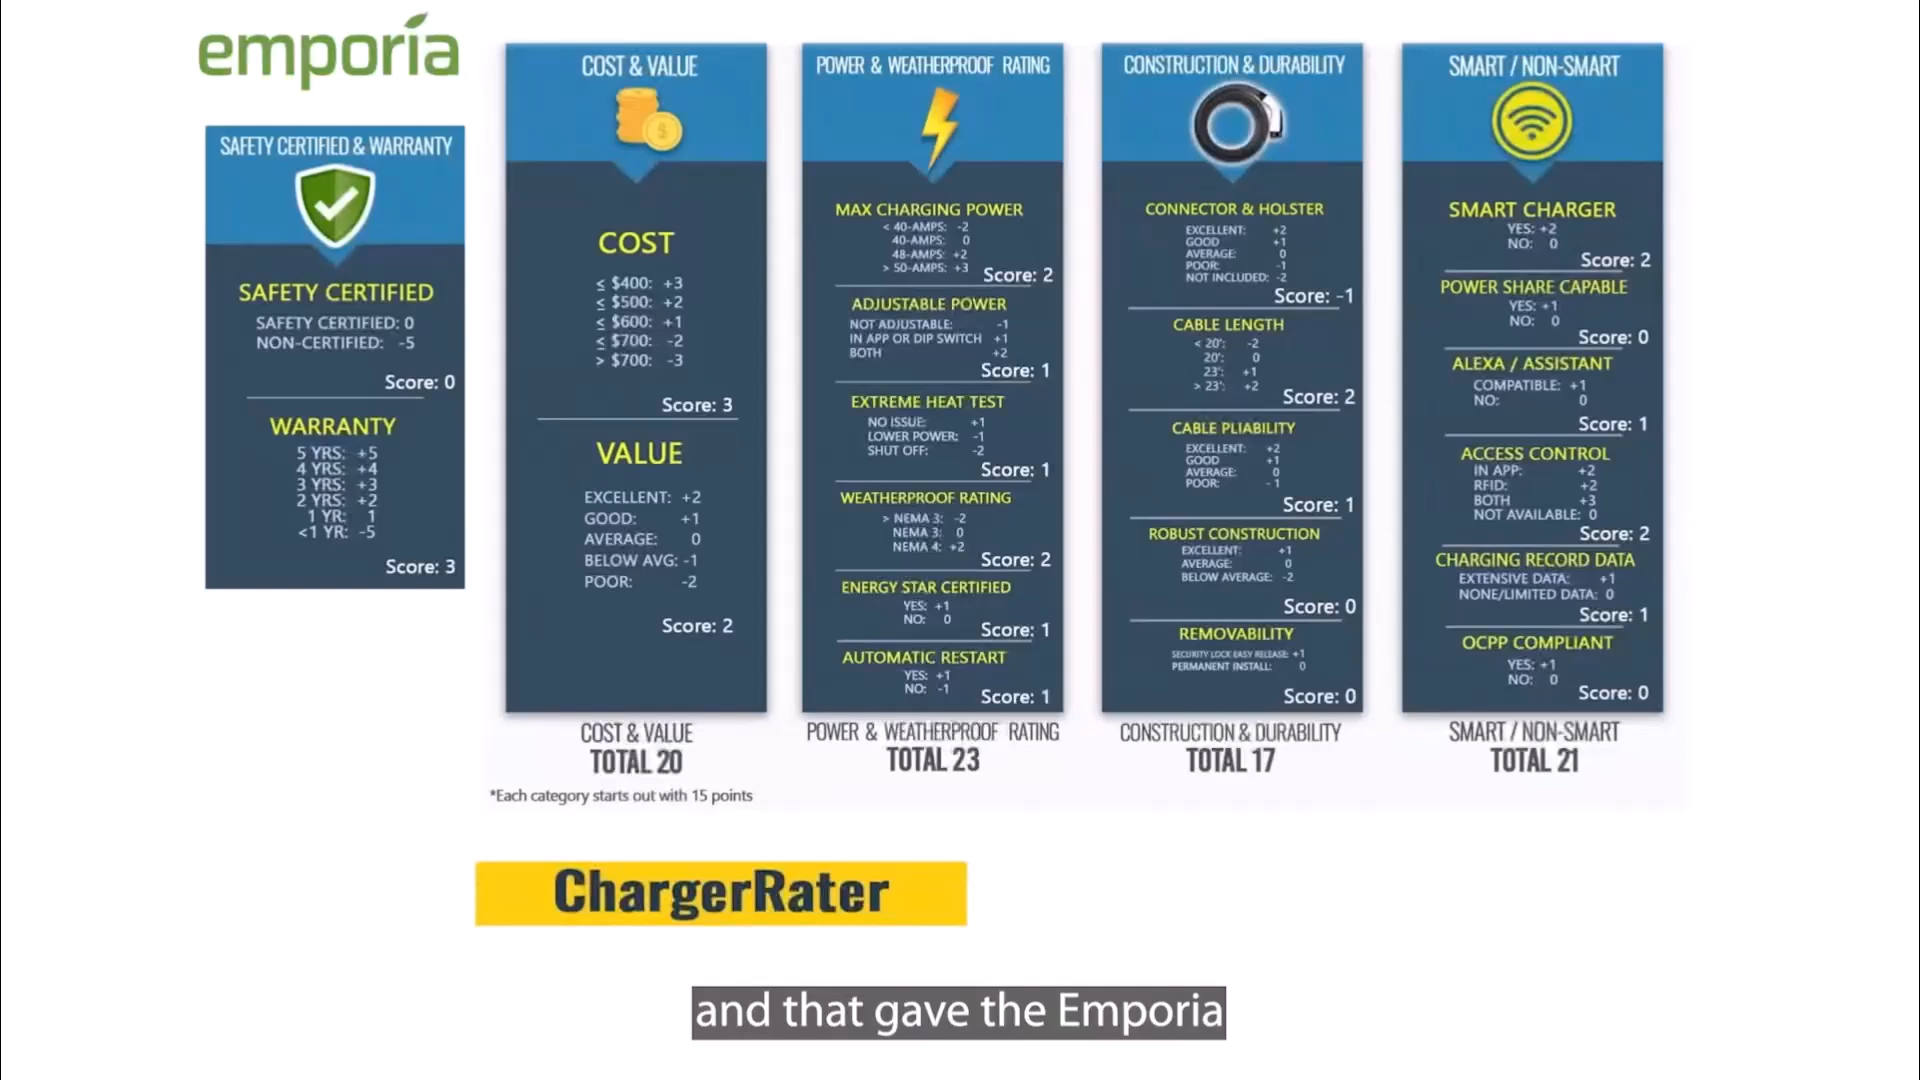 emporia
SAFETY CERTIFIED & WARRANTY
SAFETY CERTIFIED
SAFETY CERTIFIED: 0
NON-CERTIFIED: -5
Score: 0
WARRANTY
5 YRS: +5
4 YRS: +4
3 YRS: +3
2 YRS: +2
1 YR: 1
<1 YR: -5
Score: 3
COST & VALUE
COST
≤ $400: +3
≤ $500: +2
≤ $600: +1
≤ $700: -2
> $700: -3
Score: 3
VALUE
EXCELLENT: +2
GOOD: +1
AVERAGE: 0
BELOW AVG: -1
POOR: -2
Score: 2
COST & VALUE
TOTAL 20
*Each category starts out with 15 points
POWER & WEATHERPROOF RATING
MAX CHARGING POWER
< 40-AMPS: -2
40-AMPS: 0
48-AMPS: +2
> 50-AMPS: +3
Score: 2
ADJUSTABLE POWER
NOT ADJUSTABLE: -1
IN APP OR DIP SWITCH +1
BOTH +2
Score: 1
EXTREME HEAT TEST
NO ISSUE: +1
LOWER POWER: -1
SHUT OFF: -2
Score: 1
WEATHERPROOF RATING
> NEMA 3: -2
NEMA 3: 0
NEMA 4: +2
Score: 2
ENERGY STAR CERTIFIED
YES: +1
NO: 0
Score: 1
AUTOMATIC RESTART
YES: +1
NO: -1
Score: 1
POWER & WEATHERPROOF RATING
TOTAL 23
CONSTRUCTION & DURABILITY
CONNECTOR & HOLSTER
EXCELLENT: +2
GOOD +1
AVERAGE: 0
POOR: -1
NOT INCLUDED: -2
Score: -1
CABLE LENGTH
< 20': -2
20': 0
23': +1
> 23': +2
Score: 2
CABLE PLIABILITY
EXCELLENT: +2
GOOD +1
AVERAGE: 0
POOR: -1
Score: 1
ROBUST CONSTRUCTION
EXCELLENT: +1
AVERAGE: 0
BELOW AVERAGE: -2
Score: 0
REMOVABILITY
SECURITY LOCK EASY RELEASE: +1
PERMANENT INSTALL: 0
Score: 0
CONSTRUCTION & DURABILITY
TOTAL 17
SMART / NON-SMART
SMART CHARGER
YES: +2
NO: 0
Score: 2
POWER SHARE CAPABLE
YES: +1
NO: 0
Score: 0
ALEXA / ASSISTANT
COMPATIBLE: +1
NO: 0
Score: 1
ACCESS CONTROL
IN APP: +2
RFID: +2
BOTH +3
NOT AVAILABLE: 0
Score: 2
CHARGING RECORD DATA
EXTENSIVE DATA: +1
NONE/LIMITED DATA: 0
Score: 1
OCPP COMPLIANT
YES: +1
NO: 0
Score: 0
SMART / NON-SMART
TOTAL 21
ChargerRater
and that gave the Emporia